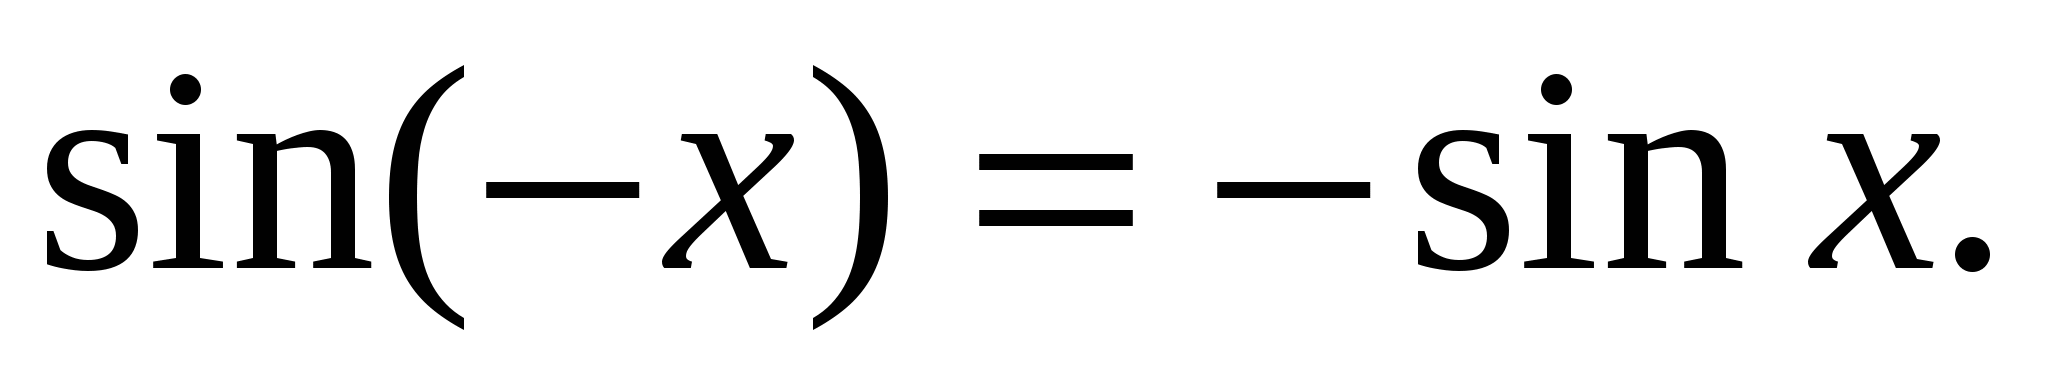 sin(−x) = −sin x.